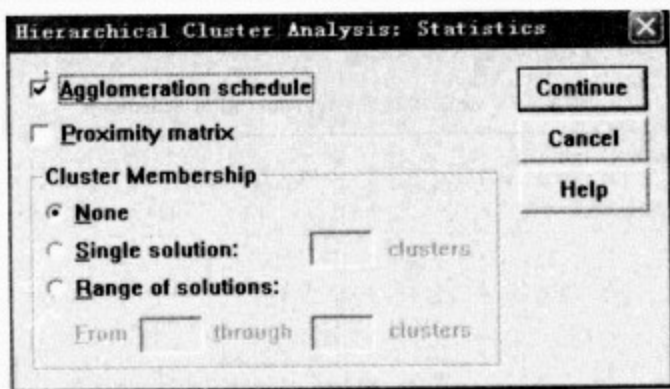 Hierarchical Cluster Analysis: Statistics
Agglomeration schedule
Continue
Proximity matrix
Cancel
Cluster Membership
Help
None
Single solution:
clusters
Range of solutions:
From
through
clusters